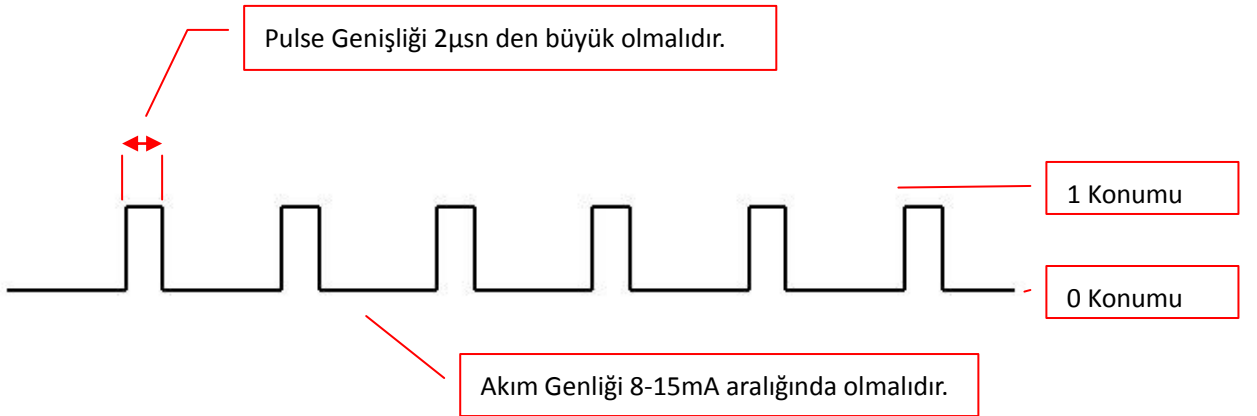 Pulse Genişliği 2µsn den büyük olmalıdır.
1 Konumu
0 Konumu
Akım Genliği 8-15mA aralığında olmalıdır.